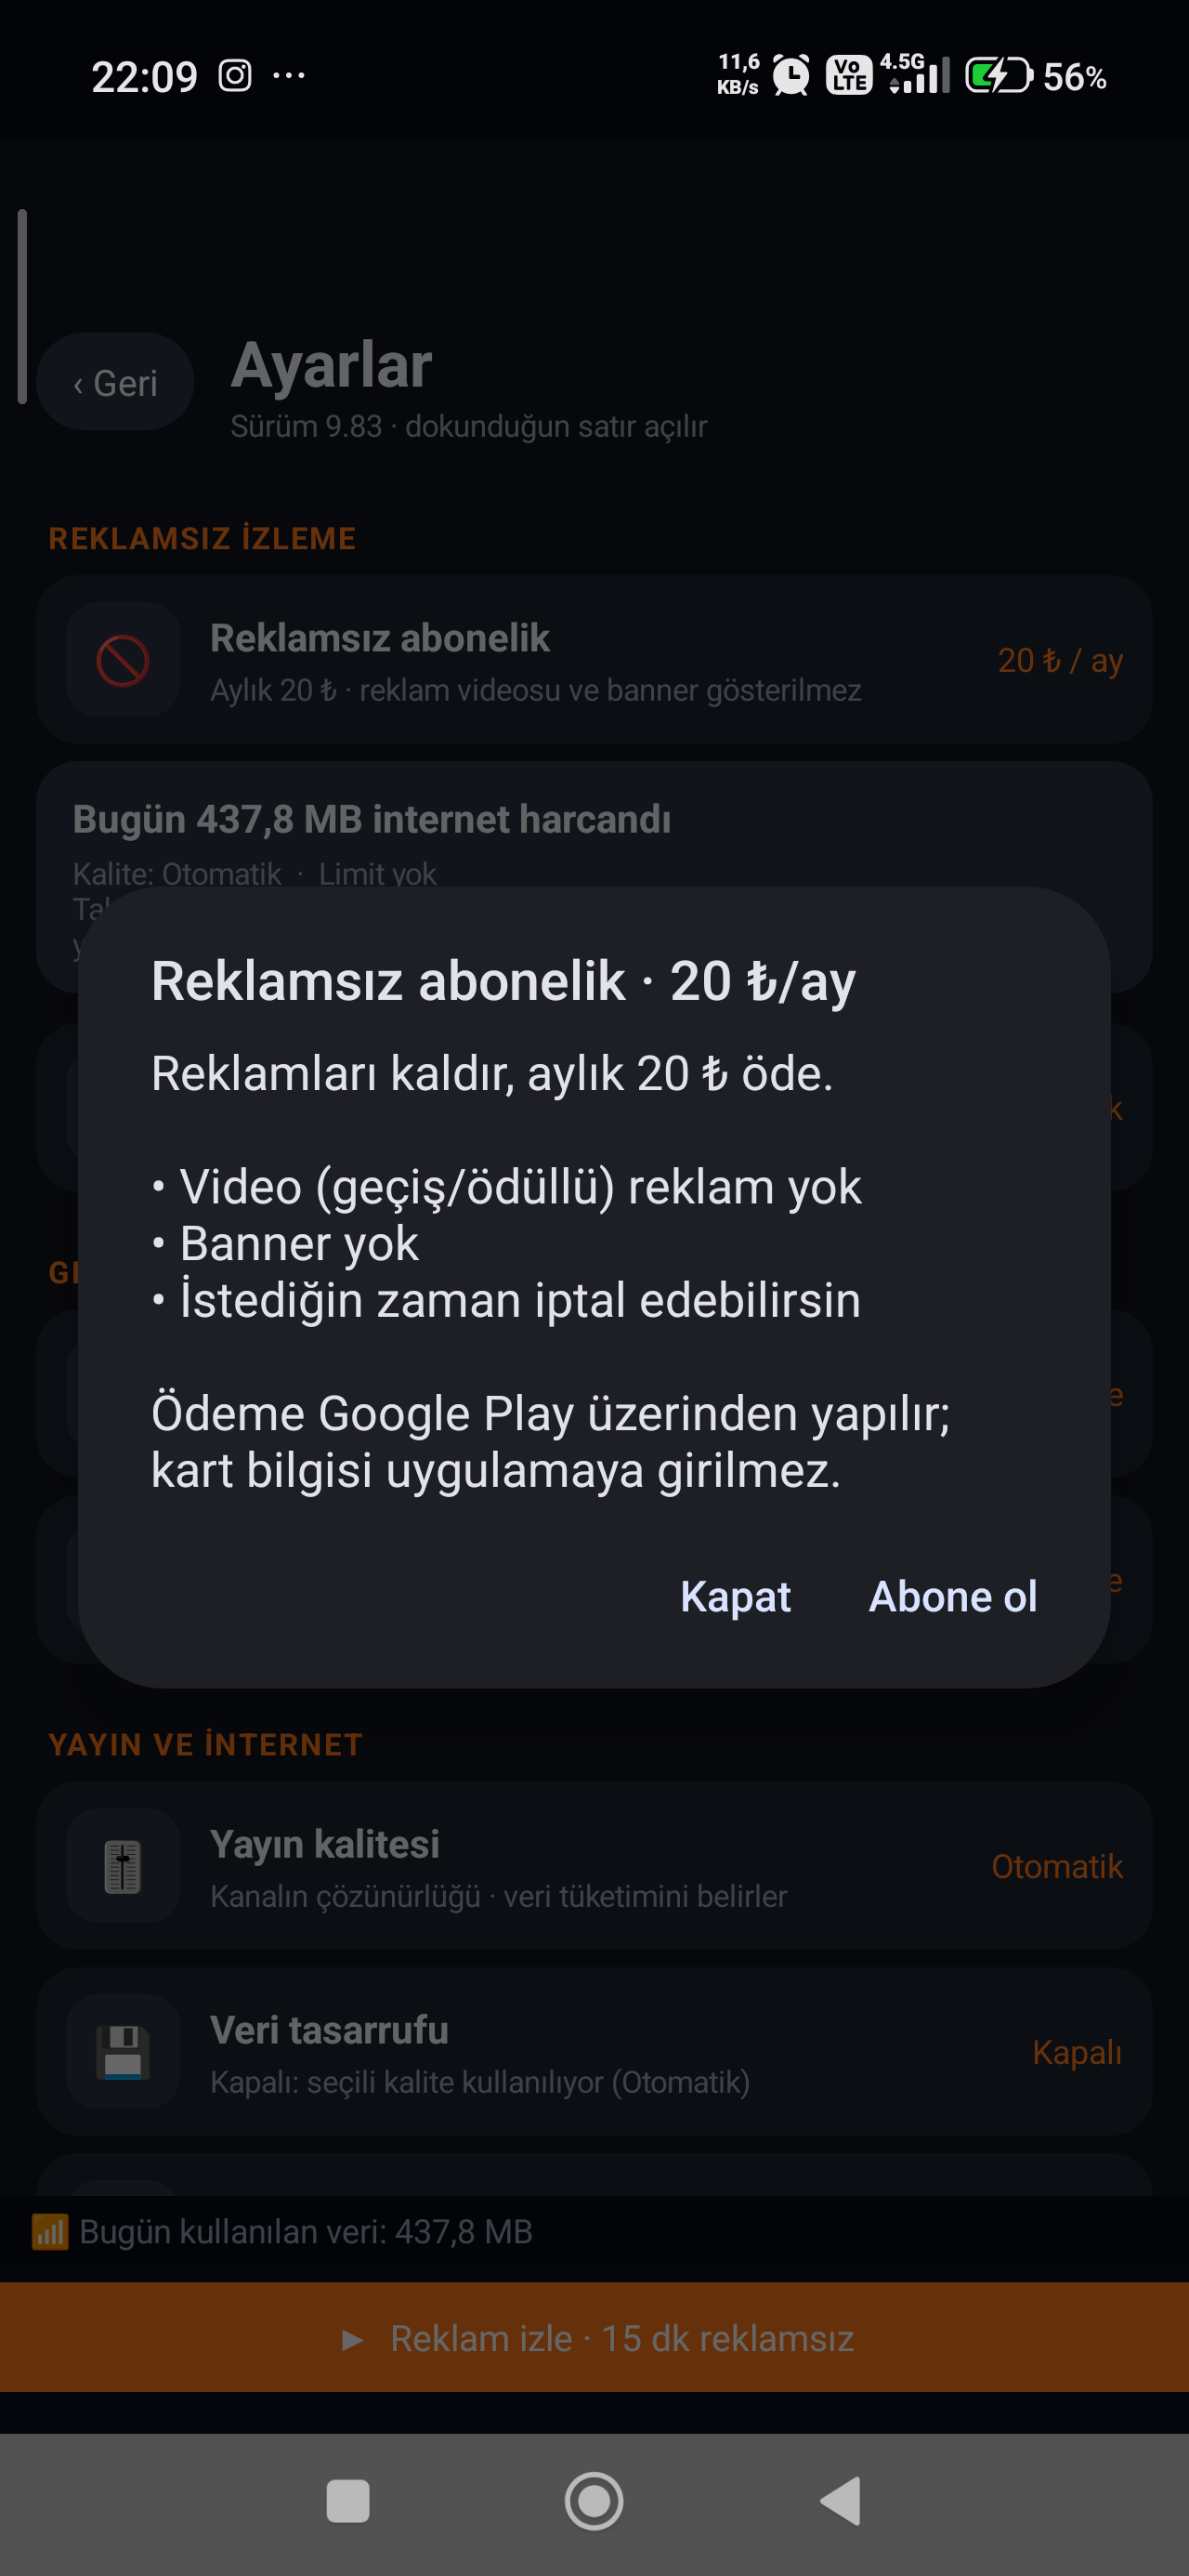 22:09
11,6 KB/s
Vo LTE
4.5G
56%
‹ Geri
Ayarlar
Sürüm 9.83 · dokunduğun satır açılır
REKLAMSIZ İZLEME
Reklamsız abonelik
Aylık 20 ₺ · reklam videosu ve banner gösterilmez
20 ₺ / ay
Bugün 437,8 MB internet harcandı
Kalite: Otomatik · Limit yok
Reklamsız abonelik · 20 ₺/ay
Reklamları kaldır, aylık 20 ₺ öde.
• Video (geçiş/ödüllü) reklam yok
• Banner yok
• İstediğin zaman iptal edebilirsin
Ödeme Google Play üzerinden yapılır;
kart bilgisi uygulamaya girilmez.
Kapat
Abone ol
YAYIN VE İNTERNET
Yayın kalitesi
Kanalın çözünürlüğü · veri tüketimini belirler
Otomatik
Veri tasarrufu
Kapalı: seçili kalite kullanılıyor (Otomatik)
Kapalı
Bugün kullanılan veri: 437,8 MB
► Reklam izle · 15 dk reklamsız